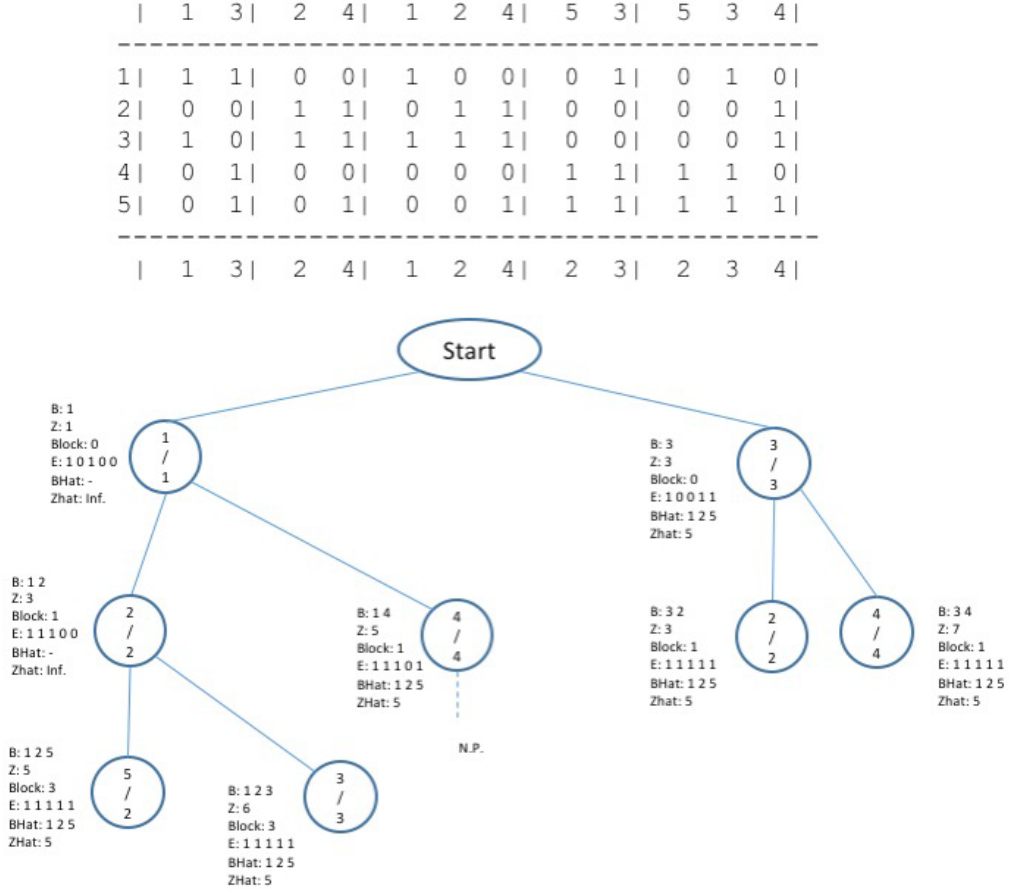 | 1 3| 2 4| 1 2 4| 5 3| 5 3 4|
--------------------------------------------
1| 1 1| 0 0| 1 0 0| 0 1| 0 1 0|
2| 0 0| 1 1| 0 1 1| 0 0| 0 0 1|
3| 1 0| 1 1| 1 1 1| 0 0| 0 0 1|
4| 0 1| 0 0| 0 0 0| 1 1| 1 1 0|
5| 0 1| 0 1| 0 0 1| 1 1| 1 1 1|
--------------------------------------------
| 1 3| 2 4| 1 2 4| 2 3| 2 3 4|
Start
B: 1
Z: 1
Block: 0
E: 1 0 1 0 0
BHat: -
Zhat: Inf.
1
/
1
B: 3
Z: 3
Block: 0
E: 1 0 0 1 1
BHat: 1 2 5
Zhat: 5
3
/
3
B: 1 2
Z: 3
Block: 1
E: 1 1 1 0 0
BHat: -
Zhat: Inf.
2
/
2
B: 1 4
Z: 5
Block: 1
E: 1 1 1 0 1
BHat: 1 2 5
ZHat: 5
4
/
4
N.P.
B: 3 2
Z: 3
Block: 1
E: 1 1 1 1 1
BHat: 1 2 5
Zhat: 5
2
/
2
4
/
4
B: 3 4
Z: 7
Block: 1
E: 1 1 1 1 1
BHat: 1 2 5
Zhat: 5
B: 1 2 5
Z: 5
Block: 3
E: 1 1 1 1 1
BHat: 1 2 5
ZHat: 5
5
/
2
B: 1 2 3
Z: 6
Block: 3
E: 1 1 1 1 1
BHat: 1 2 5
ZHat: 5
3
/
3